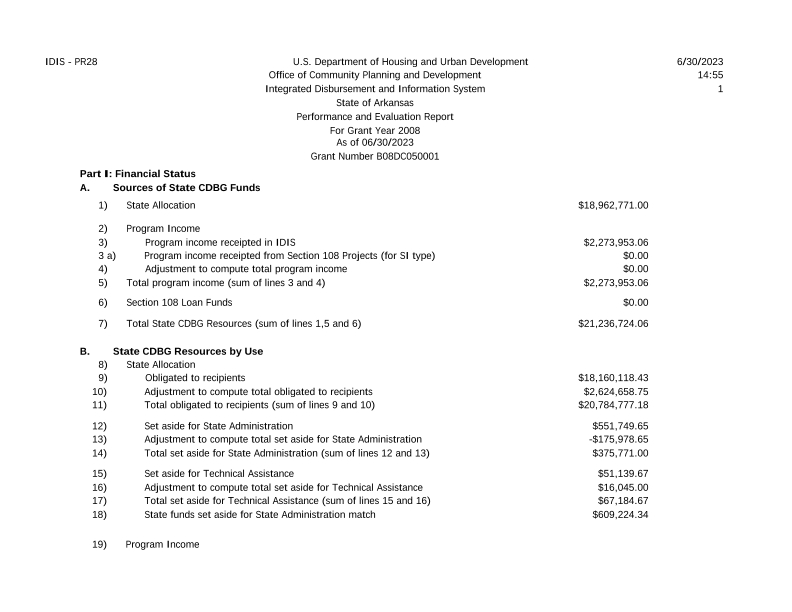 IDIS - PR28 U.S. Department of Housing and Urban Development 6/30/2023
Office of Community Planning and Development 14:55
Integrated Disbursement and Information System 1
State of Arkansas
Performance and Evaluation Report
For Grant Year 2008
As of 06/30/2023
Grant Number B08DC050001
Part I: Financial Status
A. Sources of State CDBG Funds
1) State Allocation $18,962,771.00
2) Program Income
3) Program income receipted in IDIS $2,273,953.06
3 a) Program income receipted from Section 108 Projects (for SI type) $0.00
4) Adjustment to compute total program income $0.00
5) Total program income (sum of lines 3 and 4) $2,273,953.06
6) Section 108 Loan Funds $0.00
7) Total State CDBG Resources (sum of lines 1,5 and 6) $21,236,724.06
B. State CDBG Resources by Use
8) State Allocation
9) Obligated to recipients $18,160,118.43
10) Adjustment to compute total obligated to recipients $2,624,658.75
11) Total obligated to recipients (sum of lines 9 and 10) $20,784,777.18
12) Set aside for State Administration $551,749.65
13) Adjustment to compute total set aside for State Administration -$175,978.65
14) Total set aside for State Administration (sum of lines 12 and 13) $375,771.00
15) Set aside for Technical Assistance $51,139.67
16) Adjustment to compute total set aside for Technical Assistance $16,045.00
17) Total set aside for Technical Assistance (sum of lines 15 and 16) $67,184.67
18) State funds set aside for State Administration match $609,224.34
19) Program Income